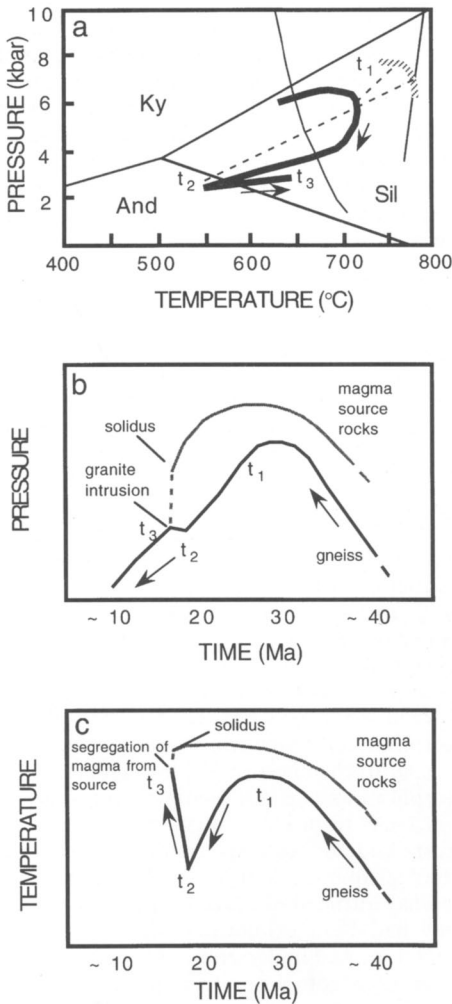 a
10
8
6
4
2
PRESSURE (kbar)
Ky
And
Sil
t1
t2
t3
400 500 600 700 800
TEMPERATURE (°C)
b
PRESSURE
solidus
magma
source
rocks
granite
intrusion
t1
t3
t2
gneiss
~ 10 20 30 ~ 40
TIME (Ma)
c
TEMPERATURE
solidus
segregation of
magma from
source
magma
source
rocks
t3
t1
t2
gneiss
~ 10 20 30 ~ 40
TIME (Ma)